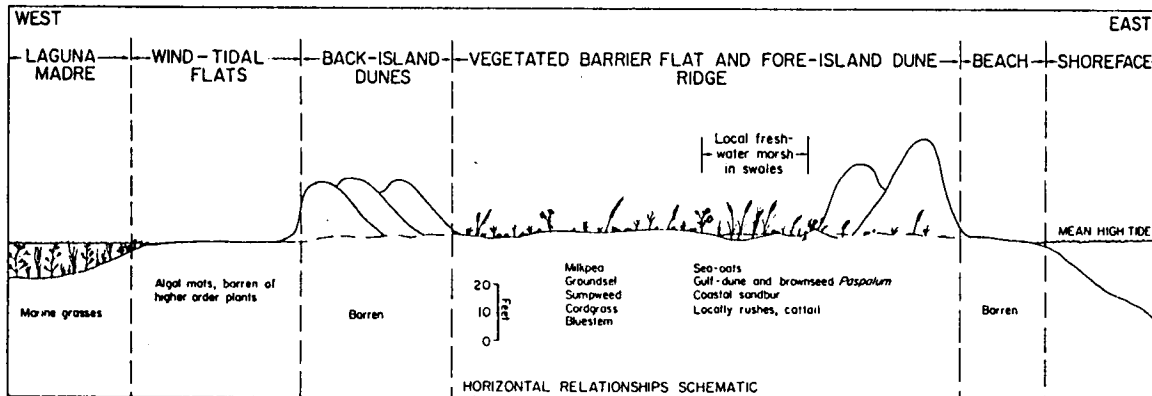 WEST
EAST
LAGUNA
MADRE
WIND-TIDAL
FLATS
BACK-ISLAND
DUNES
VEGETATED BARRIER FLAT AND FORE-ISLAND DUNE
RIDGE
BEACH
SHOREFACE
Local fresh-
water marsh
in swales
MEAN HIGH TIDE
Marine grasses
Algal mats, barren of
higher order plants
Barren
20
10
0
Feet
Milkpea
Groundsel
Sumpweed
Cordgrass
Bluestem
Sea-oats
Gulf-dune and brownseed Paspalum
Coastal sandbur
Locally rushes, cattail
Barren
HORIZONTAL RELATIONSHIPS SCHEMATIC